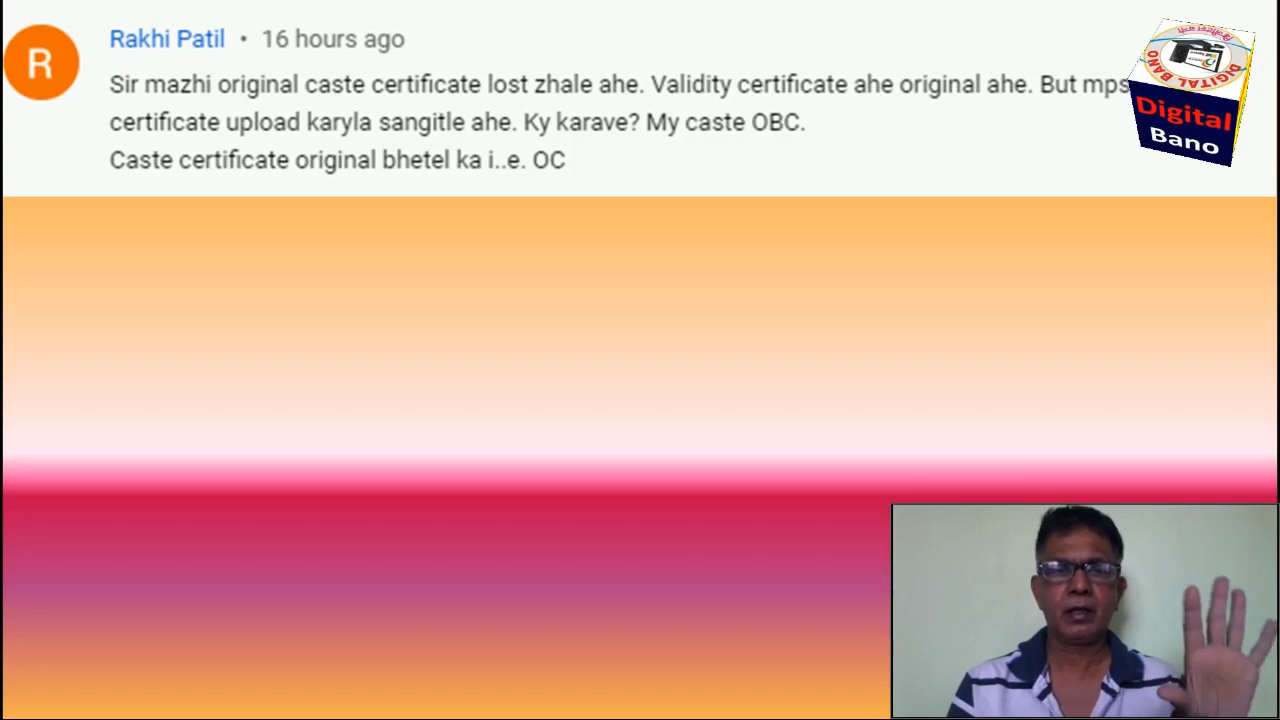 R
Rakhi Patil • 16 hours ago
Sir mazhi original caste certificate lost zhale ahe. Validity certificate ahe original ahe. But mps
certificate upload karyla sangitle ahe. Ky karave? My caste OBC.
Caste certificate original bhetel ka i..e. OC
DIGITAL BANO
Digital
Bano